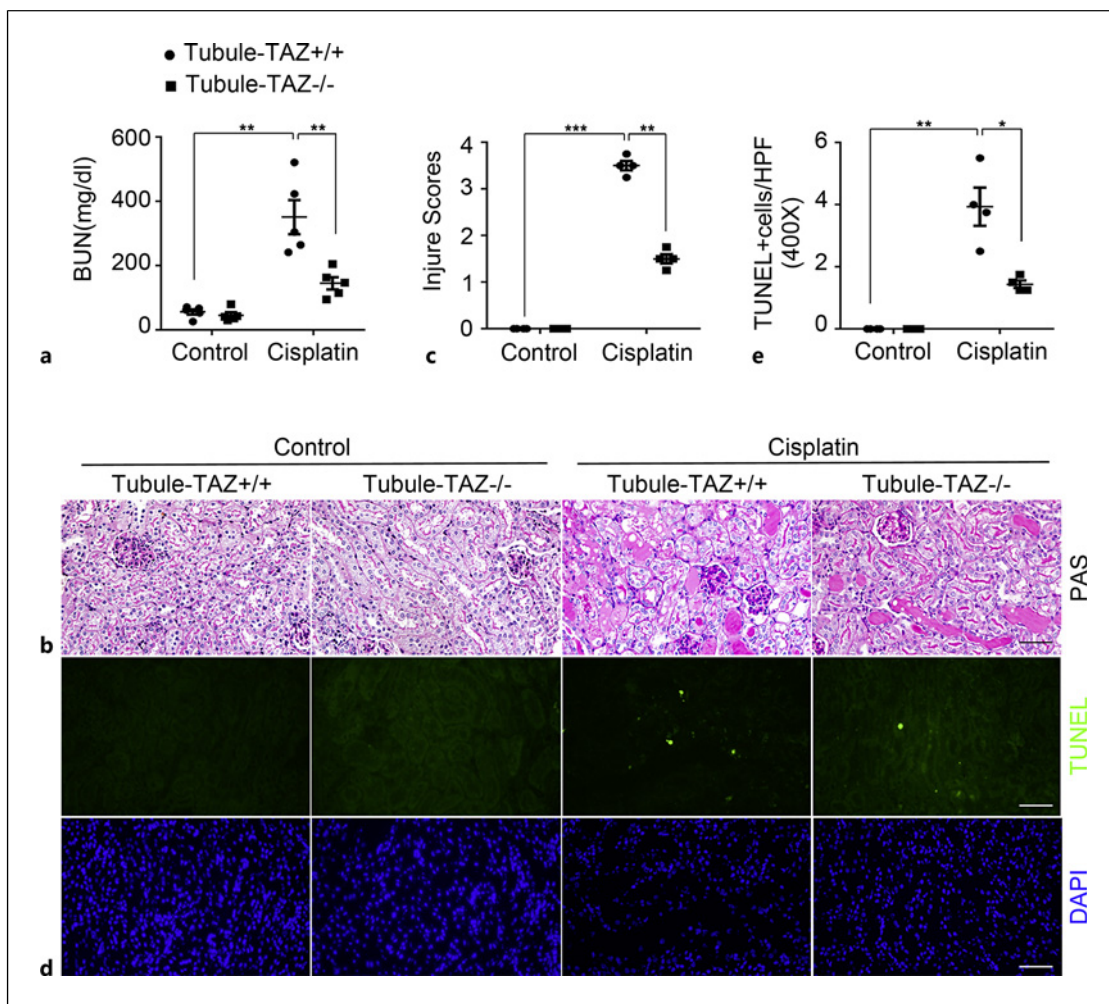 Tubule-TAZ+/+
Tubule-TAZ-/-
BUN(mg/dl)
600
400
200
0
** **
Control Cisplatin
a
Injure Scores
4
3
2
1
0
*** **
Control Cisplatin
c
TUNEL+cells/HPF
(400X)
6
4
2
0
** *
Control Cisplatin
e
Control Cisplatin
Tubule-TAZ+/+ Tubule-TAZ-/- Tubule-TAZ+/+ Tubule-TAZ-/-
PAS
b
TUNEL
DAPI
d